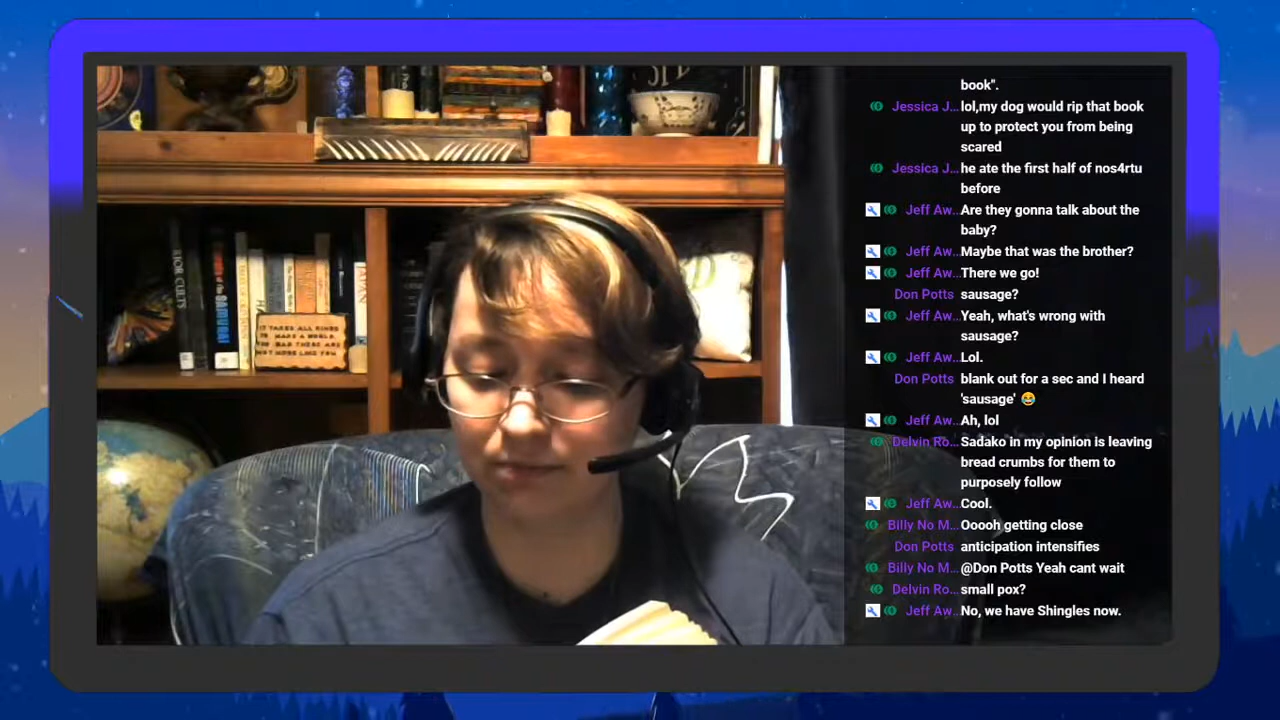 book".
Jessica J... lol,my dog would rip that book
up to protect you from being
scared
Jessica J... he ate the first half of nos4rtu
before
Jeff Aw... Are they gonna talk about the
baby?
Jeff Aw... Maybe that was the brother?
Jeff Aw... There we go!
Don Potts sausage?
Jeff Aw... Yeah, what's wrong with
sausage?
Jeff Aw... Lol.
Don Potts blank out for a sec and I heard
'sausage' 😂
Jeff Aw... Ah, lol
Delvin Ro... Sadako in my opinion is leaving
bread crumbs for them to
purposely follow
Jeff Aw... Cool.
Billy No M... Ooooh getting close
Don Potts anticipation intensifies
Billy No M... @Don Potts Yeah cant wait
Delvin Ro... small pox?
Jeff Aw... No, we have Shingles now.
SAMURAI
IT TAKES ALL KINDS
TO MAKE A WORLD.
TOO BAD THERE ARE
NOT MORE LIKE YOU